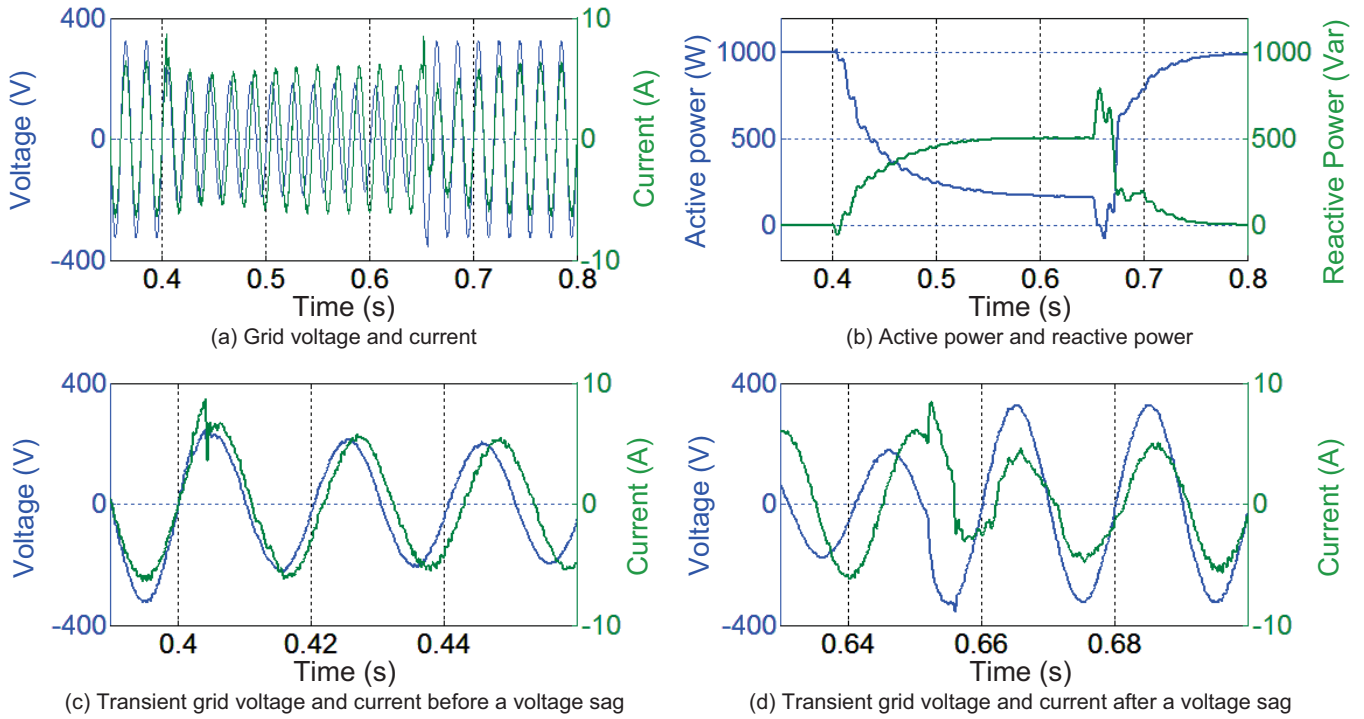 400
0
-400
Voltage (V)
10
0
-10
Current (A)
0.4 0.5 0.6 0.7 0.8
Time (s)
(a) Grid voltage and current
1000
500
0
Active power (W)
1000
500
0
Reactive Power (Var)
0.4 0.5 0.6 0.7 0.8
Time (s)
(b) Active power and reactive power
400
0
-400
Voltage (V)
10
0
-10
Current (A)
0.4 0.42 0.44
Time (s)
(c) Transient grid voltage and current before a voltage sag
400
0
-400
Voltage (V)
10
0
-10
Current (A)
0.64 0.66 0.68
Time (s)
(d) Transient grid voltage and current after a voltage sag